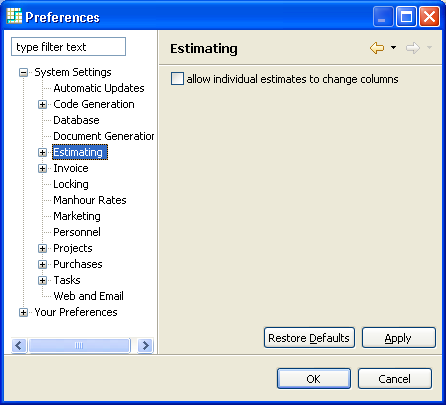 Preferences
type filter text
System Settings
Automatic Updates
Code Generation
Database
Document Generation
Estimating
Invoice
Locking
Manhour Rates
Marketing
Personnel
Projects
Purchases
Tasks
Web and Email
Your Preferences
Estimating
allow individual estimates to change columns
Restore Defaults
Apply
OK
Cancel